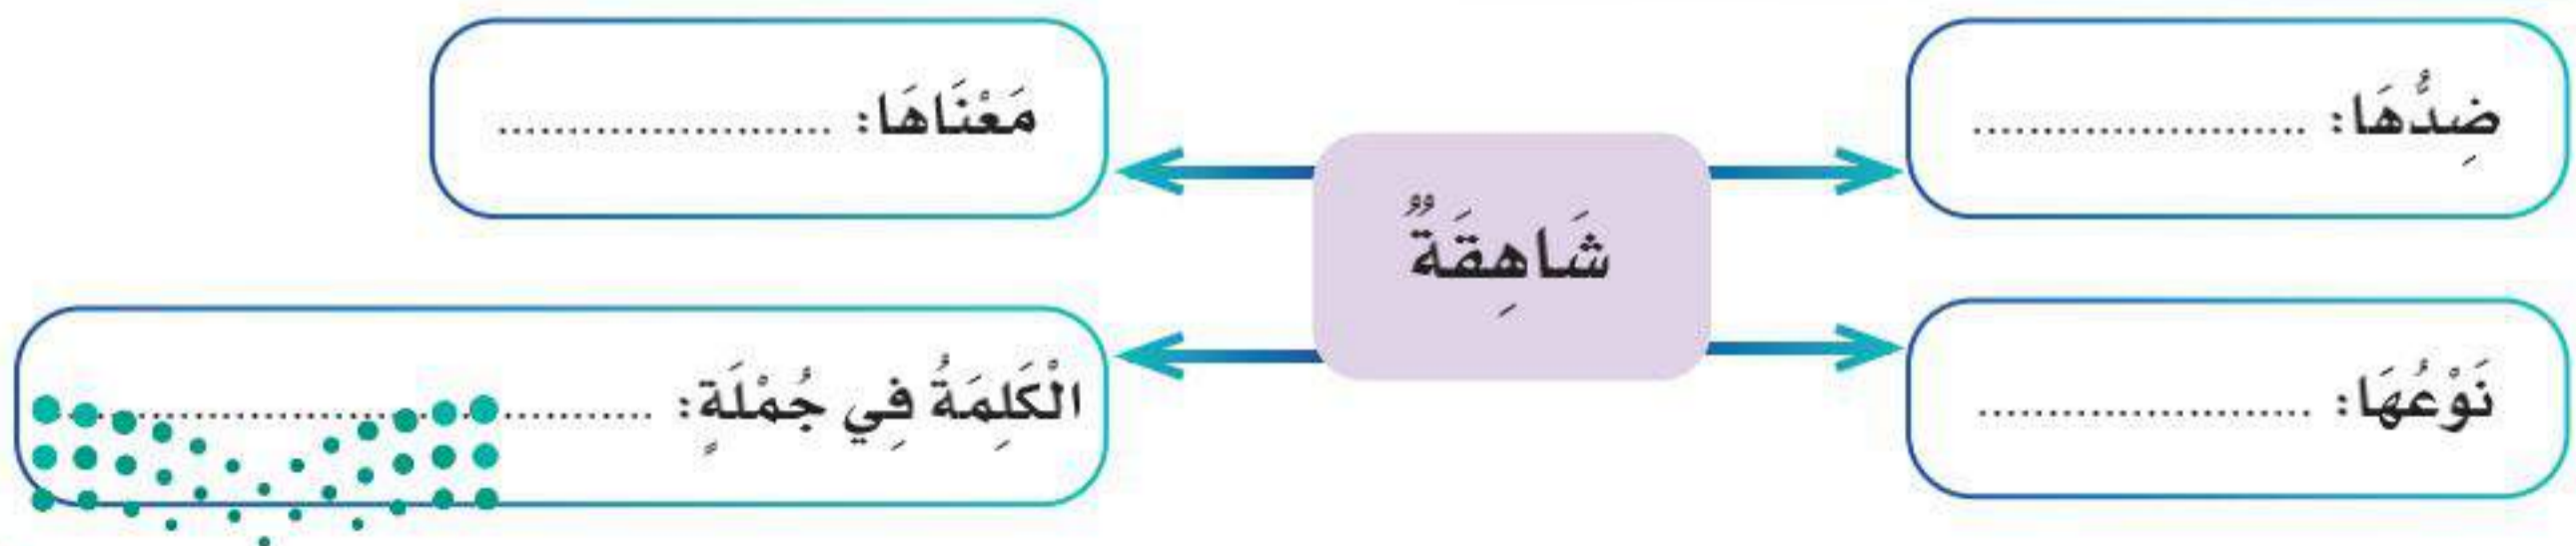 ضِدُّهَا: ........................
مَعْنَاهَا: ........................
شَاهِقَةٌ
نَوْعُهَا: ........................
الْكَلِمَةُ فِي جُمْلَةٍ: ........................